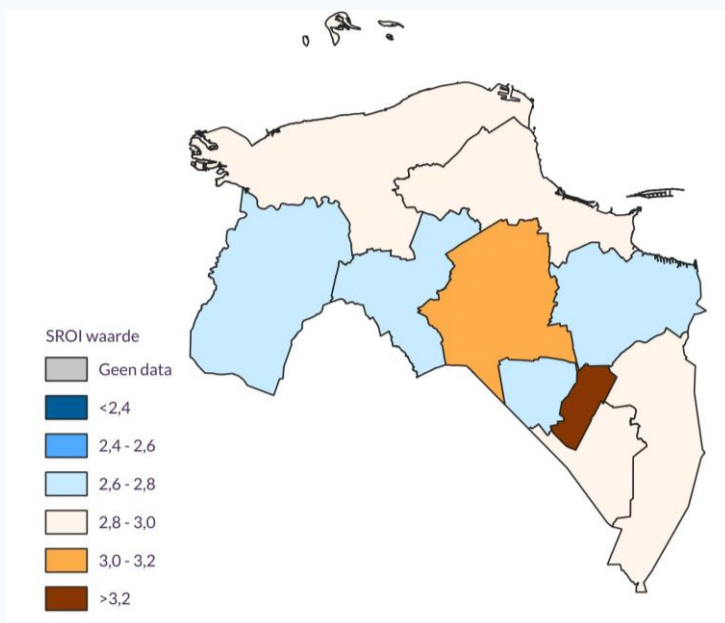 SROI waarde
Geen data
<2,4
2,4 - 2,6
2,6 - 2,8
2,8 - 3,0
3,0 - 3,2
>3,2